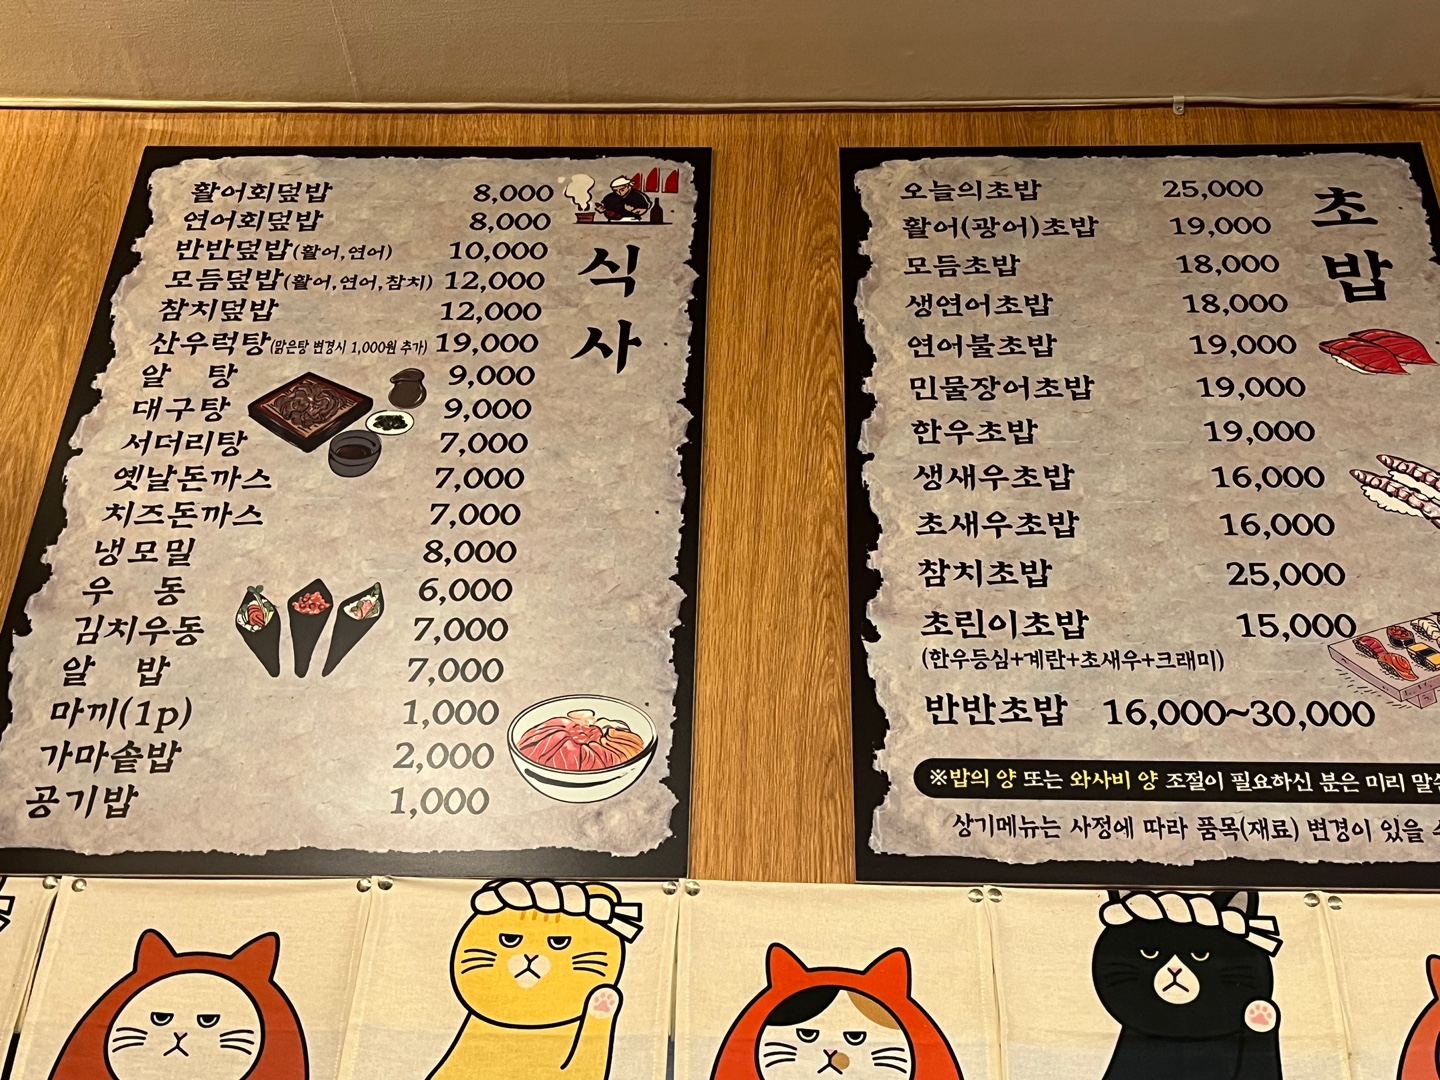 식사
활어회덮밥 8,000
연어회덮밥 8,000
반반덮밥(활어,연어) 10,000
모듬덮밥(활어,연어,참치) 12,000
참치덮밥 12,000
산우럭탕(맑은탕 변경시 1,000원 추가) 19,000
알 탕 9,000
대구탕 9,000
서더리탕 7,000
옛날돈까스 7,000
치즈돈까스 7,000
냉모밀 8,000
우 동 6,000
김치우동 7,000
알 밥 7,000
마끼(1p) 1,000
가마솥밥 2,000
공기밥 1,000
초밥
오늘의초밥 25,000
활어(광어)초밥 19,000
모듬초밥 18,000
생연어초밥 18,000
연어불초밥 19,000
민물장어초밥 19,000
한우초밥 19,000
생새우초밥 16,000
초새우초밥 16,000
참치초밥 25,000
초린이초밥 15,000
(한우등심+계란+초새우+크래미)
반반초밥 16,000~30,000
※밥의 양 또는 와사비 양 조절이 필요하신 분은 미리
상기메뉴는 사정에 따라 품목(재료) 변경이 있을